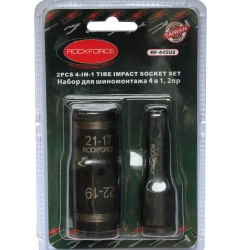 TAIWAN
ROCKFORCE
RF-44502
2PCS 4-IN-1 TIRE IMPACT SOCKET SET
Набор для шиномонтажа 4 в 1, 2пр
21-17
ROCKFORCE
22-19